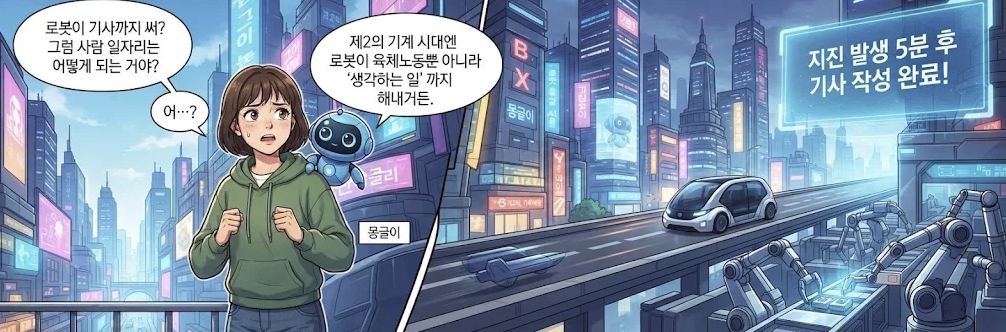 로봇이 기사까지 써?
그럼 사람 일자리는
어떻게 되는 거야?
어…?
제2의 기계 시대엔
로봇이 육체노동뿐 아니라
‘생각하는 일’ 까지
해내거든.
몽글이
BX
몽글이
지진 발생 5분 후
기사 작성 완료!